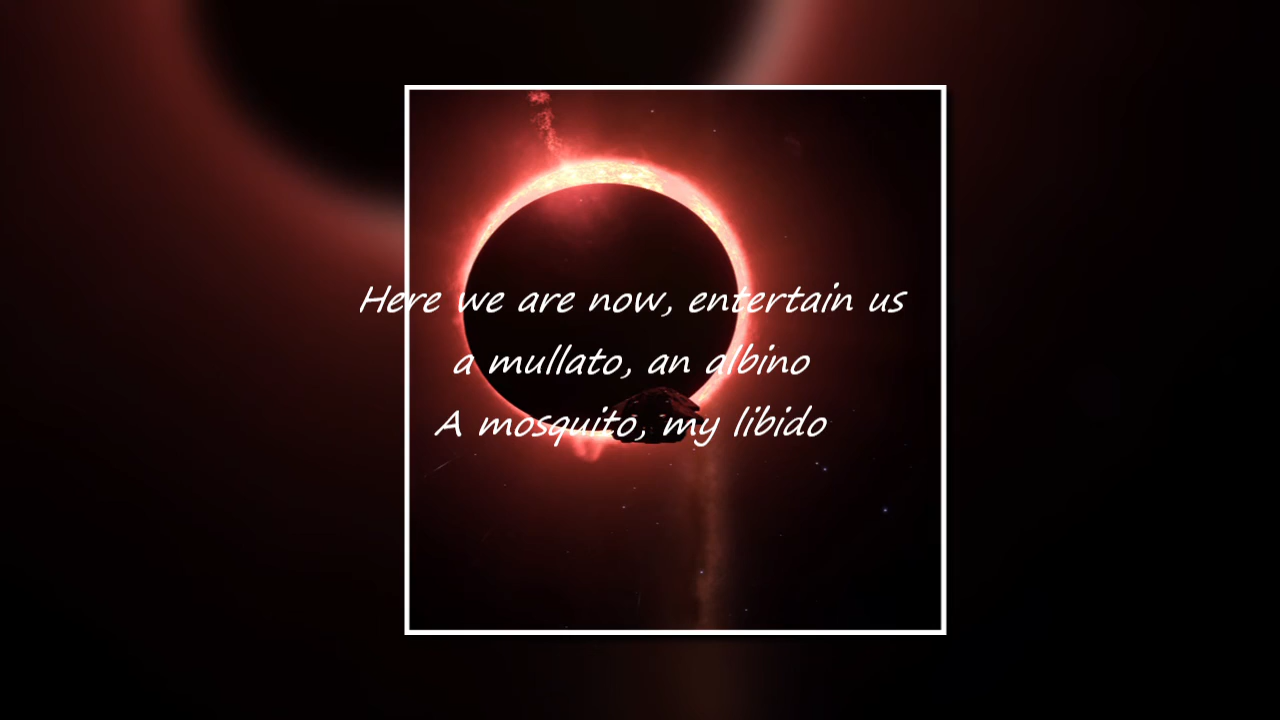 Here we are now, entertain us
a mullato, an albino
A mosquito, my libido